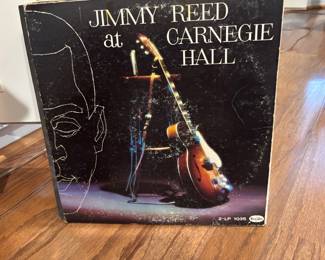 JIMMY REED
at CARNEGIE
HALL
2-LP 1035